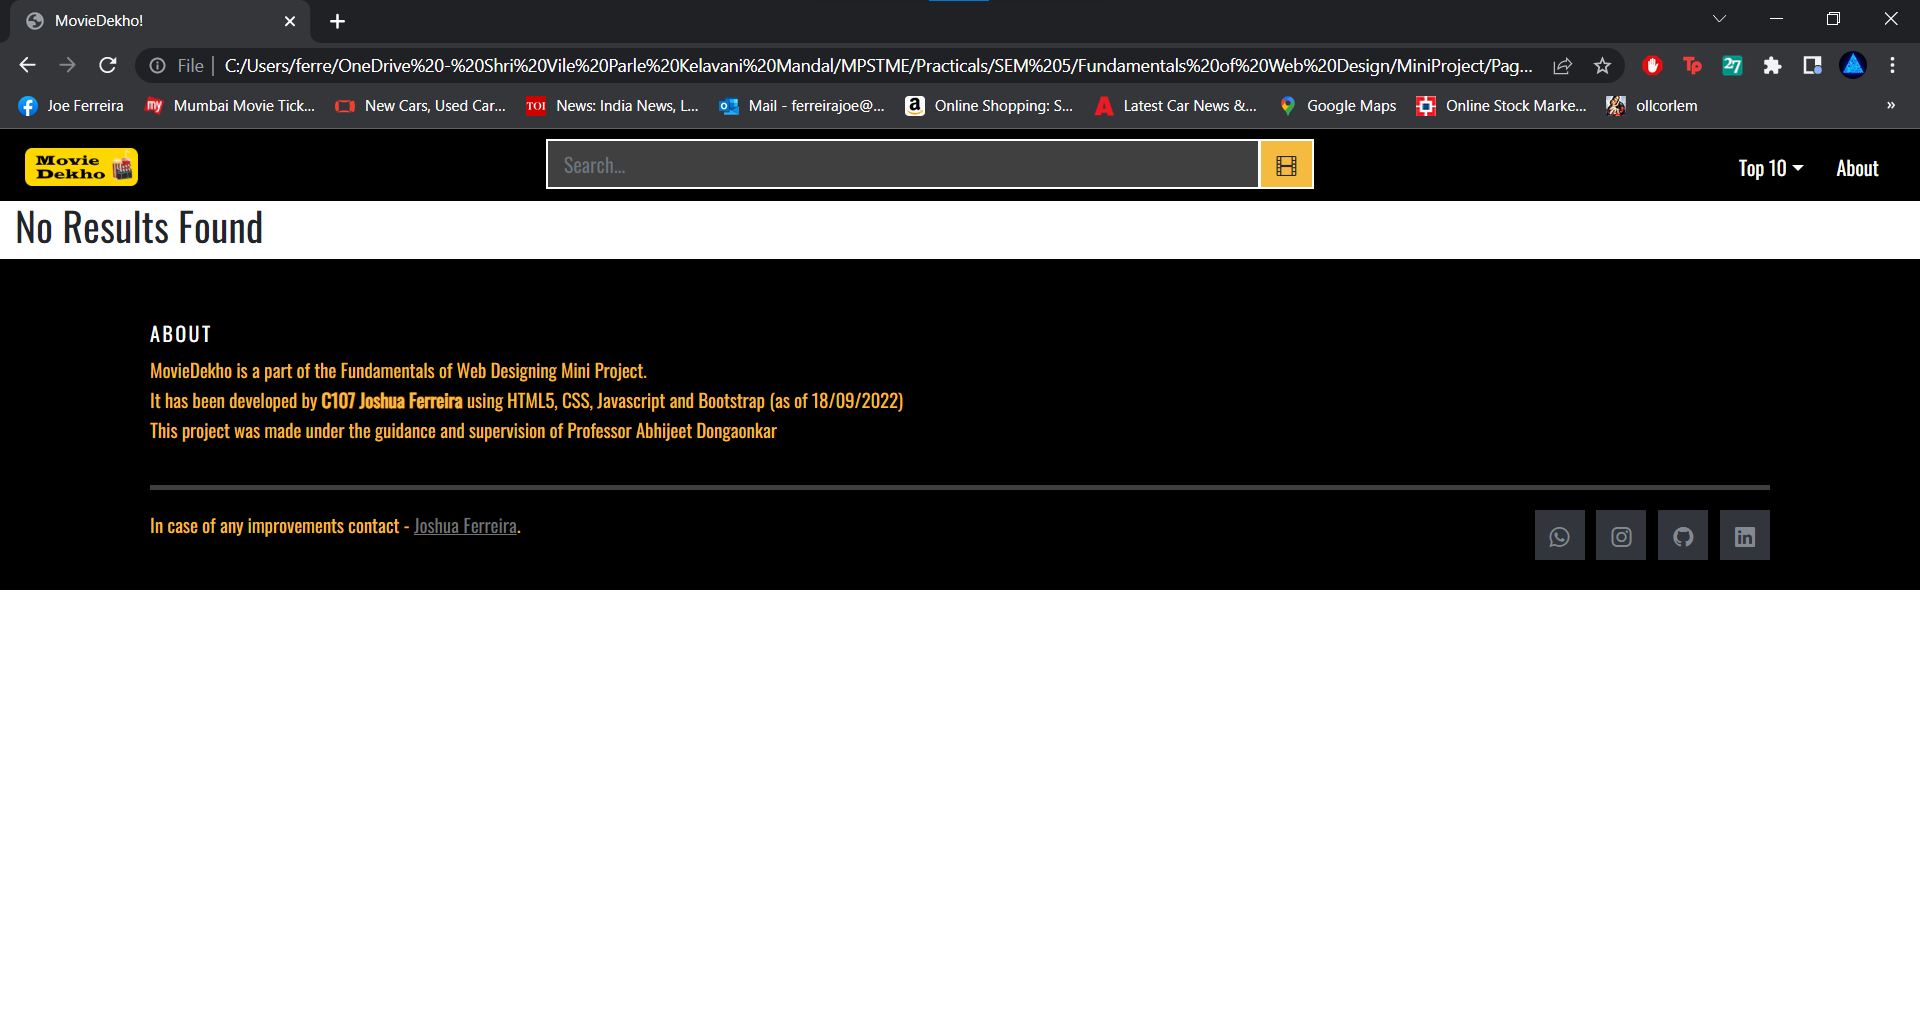 MovieDekho!
File
C:/Users/ferre/OneDrive%20-%20Shri%20Vile%20Parle%20Kelavani%20Mandal/MPSTME/Practicals/SEM%205/Fundamentals%20of%20Web%20Design/MiniProject/Pag...
27
Joe Ferreira
my
Mumbai Movie Tick...
New Cars, Used Car...
TOI
News: India News, L...
Mail - ferreirajoe@...
Online Shopping: S...
Latest Car News &...
Google Maps
Online Stock Marke...
ollcorlem
»
Movie
Dekho
Search...
Top 10
About
No Results Found
ABOUT
MovieDekho is a part of the Fundamentals of Web Designing Mini Project.
It has been developed by C107 Joshua Ferreira using HTML5, CSS, Javascript and Bootstrap (as of 18/09/2022)
This project was made under the guidance and supervision of Professor Abhijeet Dongaonkar
In case of any improvements contact - Joshua Ferreira.